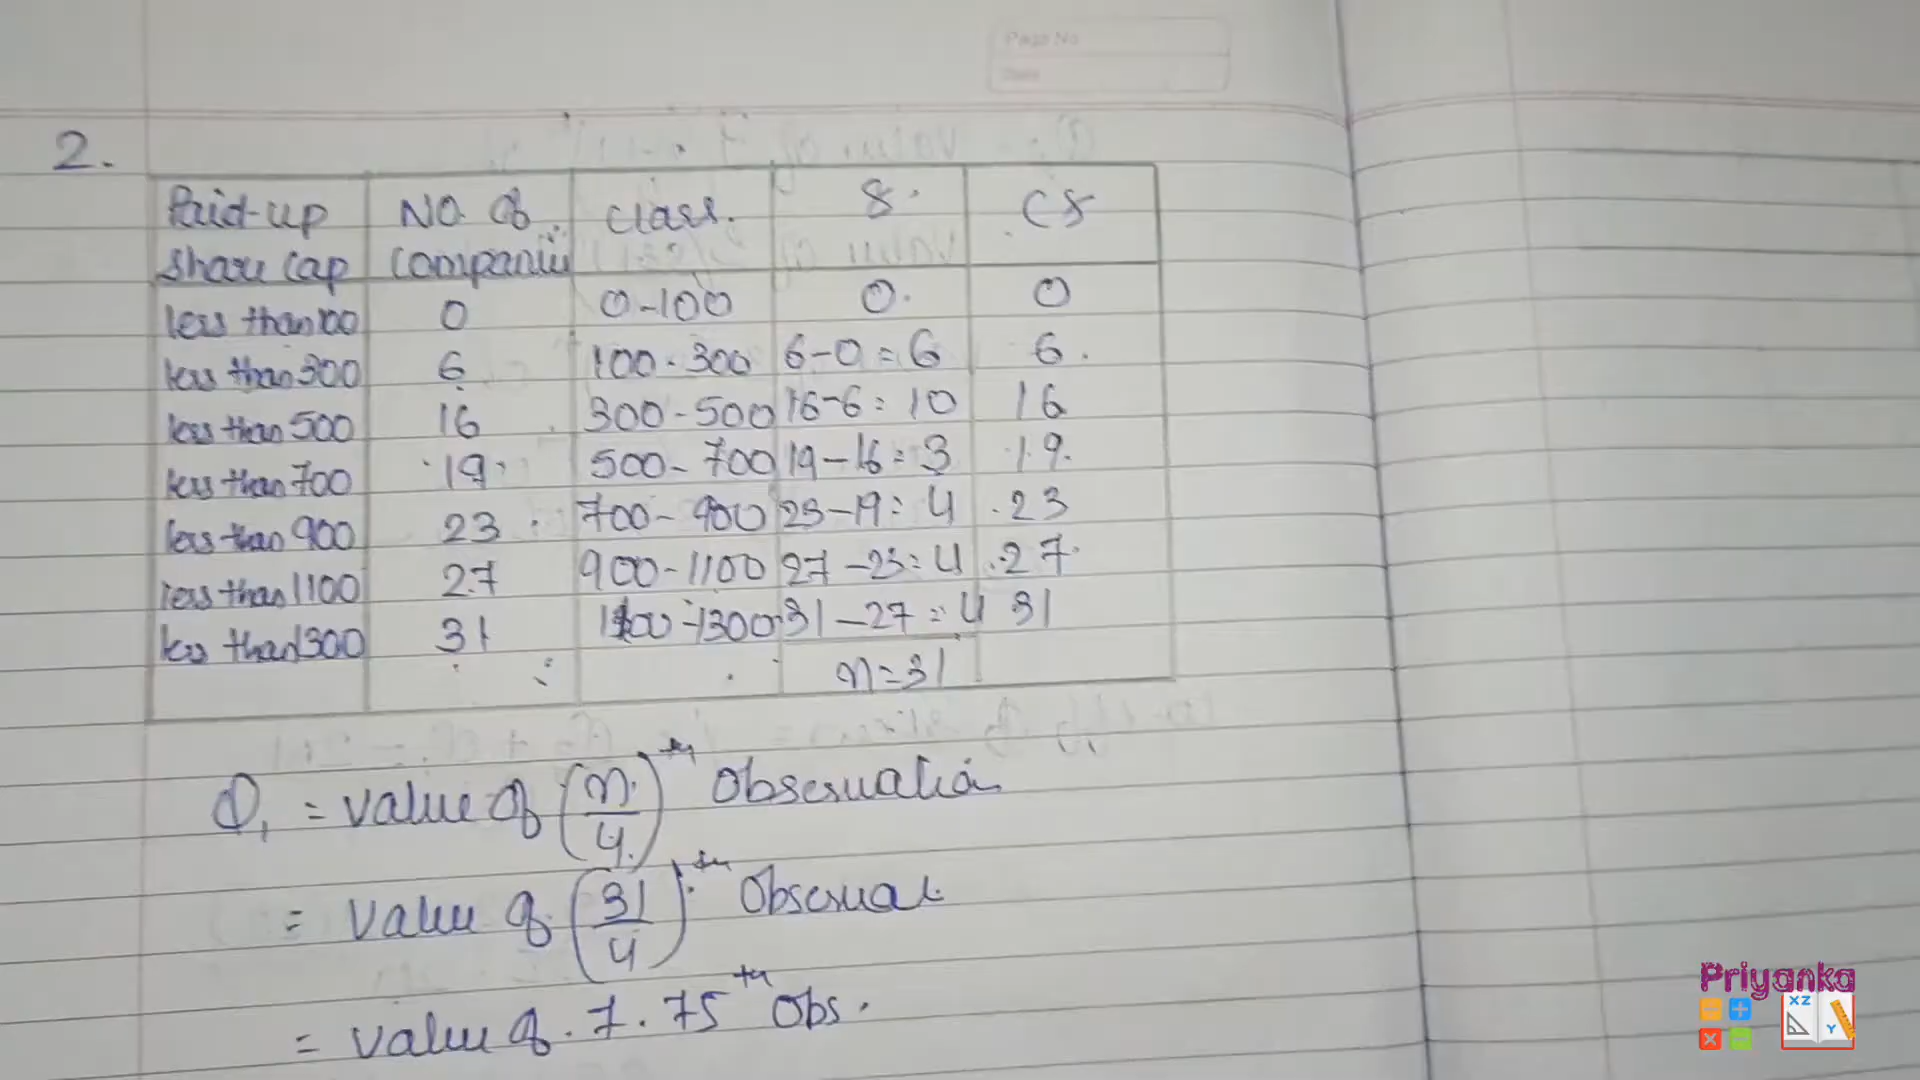 Page No
Date
2.
Paid-up share cap | No. of companies | class. | f. | cf
less than 100 | 0 | 0-100 | 0. | 0
less than 300 | 6 | 100-300 | 6-0=6 | 6.
less than 500 | 16 | 300-500 | 16-6=10 | 16
less than 700 | 19 | 500-700 | 19-16=3 | 19.
less than 900 | 23 | 700-900 | 23-19=4 | 23
less than 1100 | 27 | 900-1100 | 27-23=4 | 27
less than 1300 | 31 | 1100-1300 | 31-27=4 | 31
n=31
Q₁ = value of (n/4)th Observation
= value of (31/4)th Observat
= value of 7.75th Obs.
Priyanka
XZ
Y